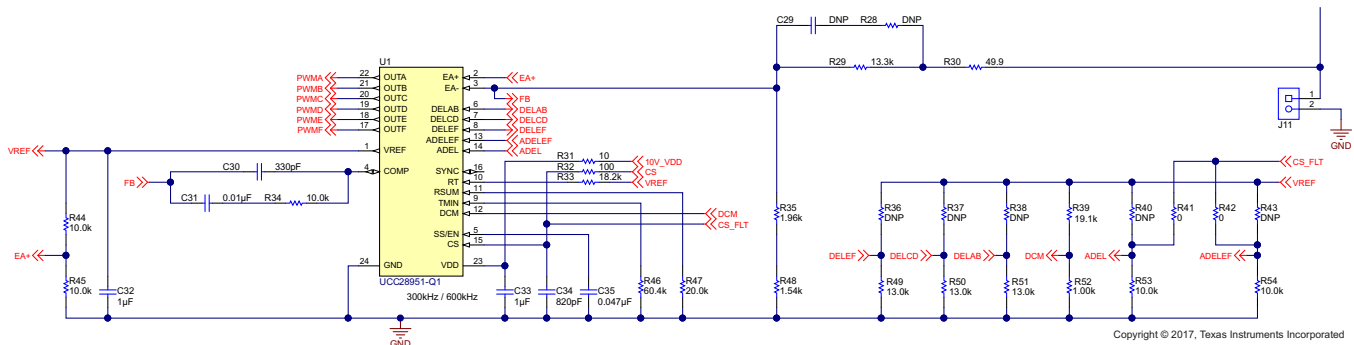 C29
DNP
R28
DNP
R29
13.3k
R30
49.9
J11
1
2
GND
U1
PWMA
22
OUTA
EA+
2
EA+
PWMB
21
OUTB
EA-
3
PWMC
20
OUTC
FB
PWMD
19
OUTD
DELAB
6
DELAB
PWME
18
OUTE
DELCD
7
DELCD
PWMF
17
OUTF
DELEF
8
DELEF
ADELEF
13
ADELEF
VREF
1
VREF
ADEL
14
ADEL
C30
330pF
4
COMP
SYNC
16
R31
10
10V_VDD
RT
10
R32
100
CS
R33
18.2k
VREF
FB
C31
0.01µF
R34
10.0k
RSUM
11
TMIN
9
DCM
12
DCM
CS_FLT
SS/EN
5
CS
15
24
GND
VDD
23
UCC28951-Q1
300kHz / 600kHz
R44
10.0k
EA+
R45
10.0k
C32
1µF
C33
1µF
C34
820pF
C35
0.047µF
R46
60.4k
R47
20.0k
R35
1.96k
R48
1.54k
GND
CS_FLT
VREF
R36
DNP
R37
DNP
R38
DNP
R39
19.1k
R40
DNP
R41
0
R42
0
R43
DNP
DELEF
DELCD
DELAB
DCM
ADEL
ADELEF
R49
13.0k
R50
13.0k
R51
13.0k
R52
1.00k
R53
10.0k
R54
10.0k
Copyright © 2017, Texas Instruments Incorporated